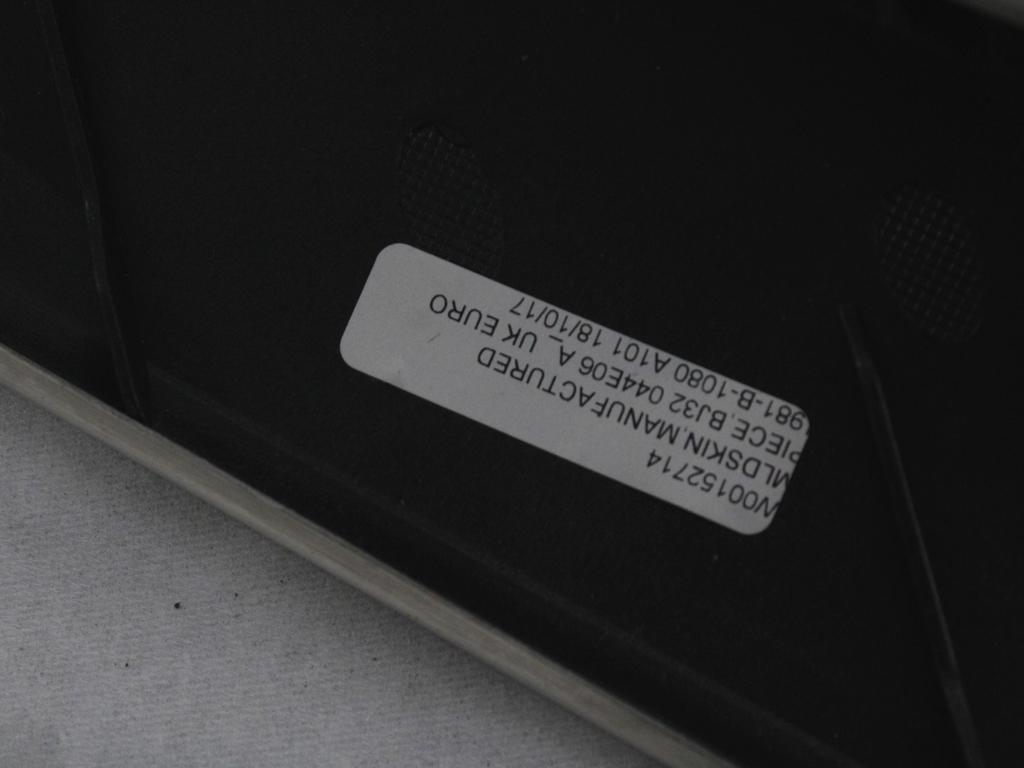 W00152714
MLDSKIN MANUFACTURED
PIECE,BJ32 044E06 A_UK EURO
981-B-1080 A101 18/10/17